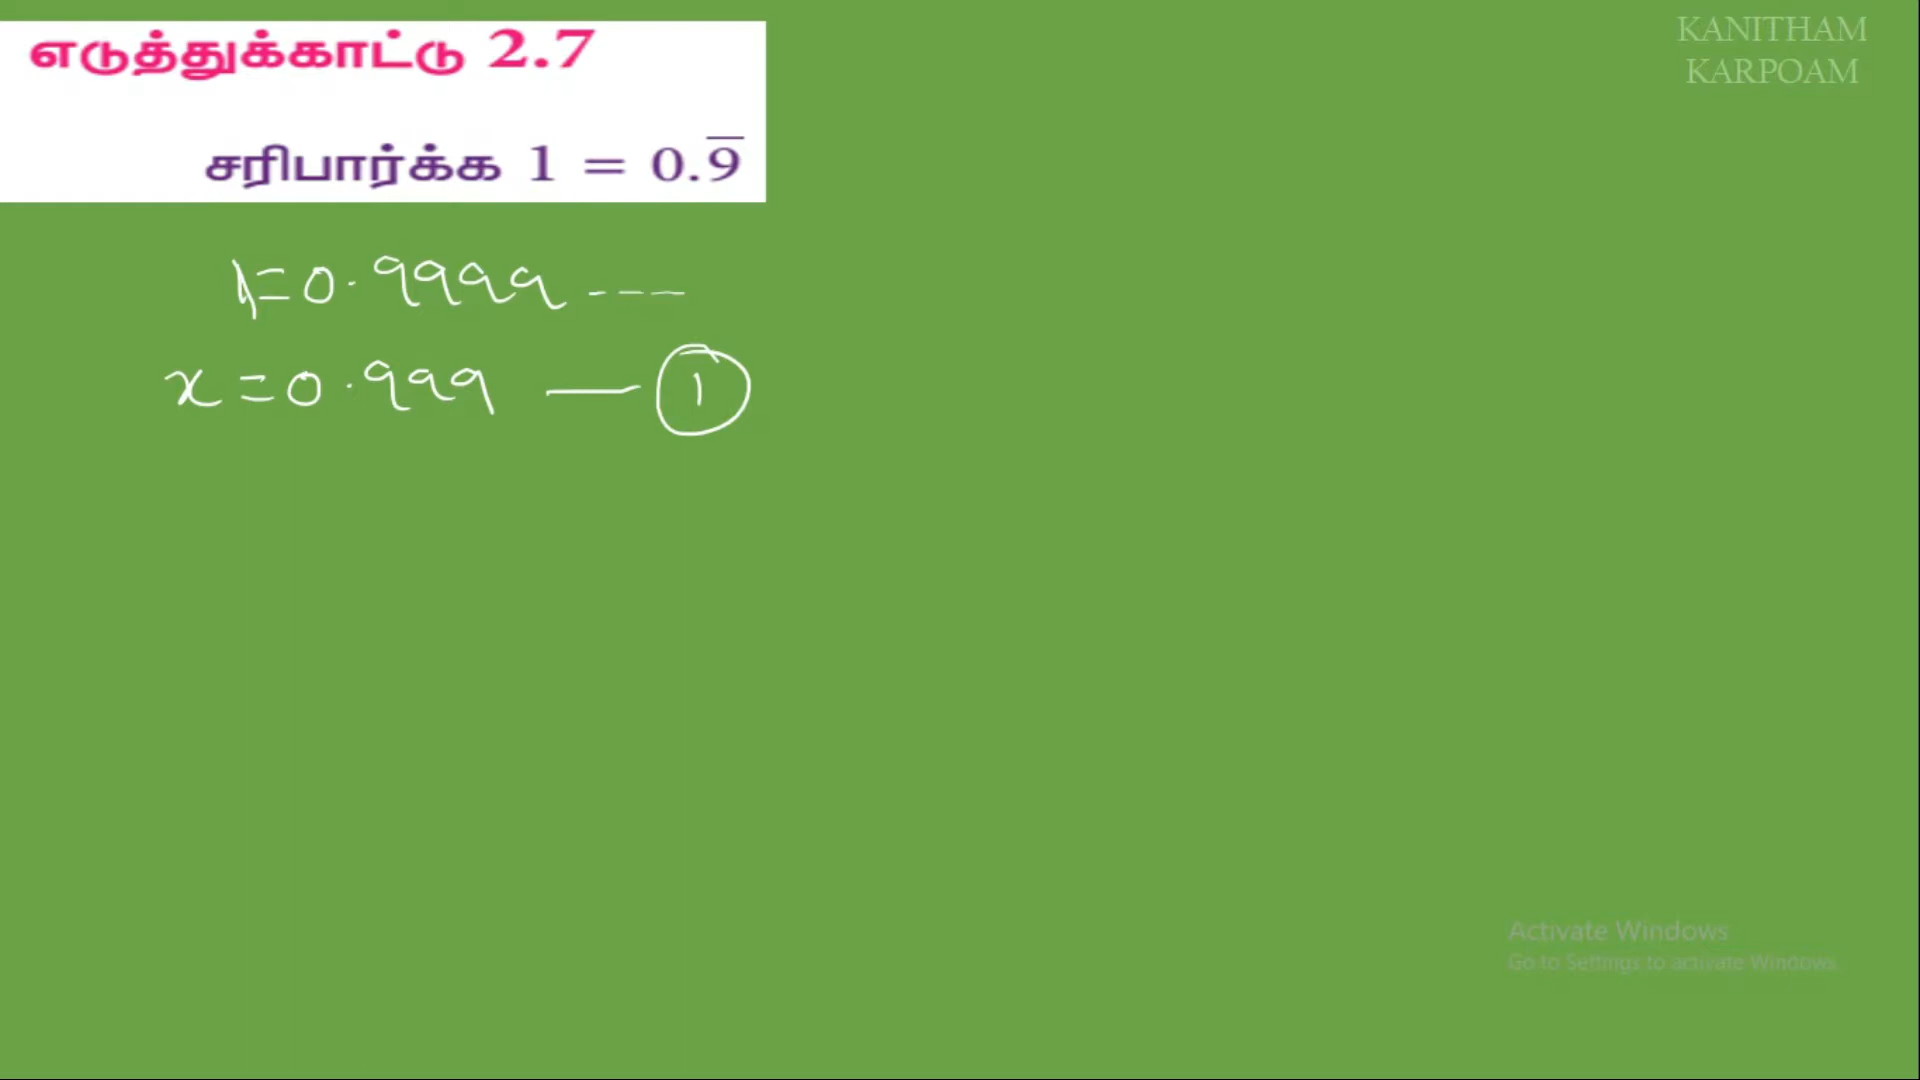 எடுத்துக்காட்டு 2.7
சரிபார்க்க 1 = 0.9̅
1=0.9999 ---
x=0.999 — 1
KANITHAM
KARPOAM
Activate Windows
Go to Settings to activate Windows.